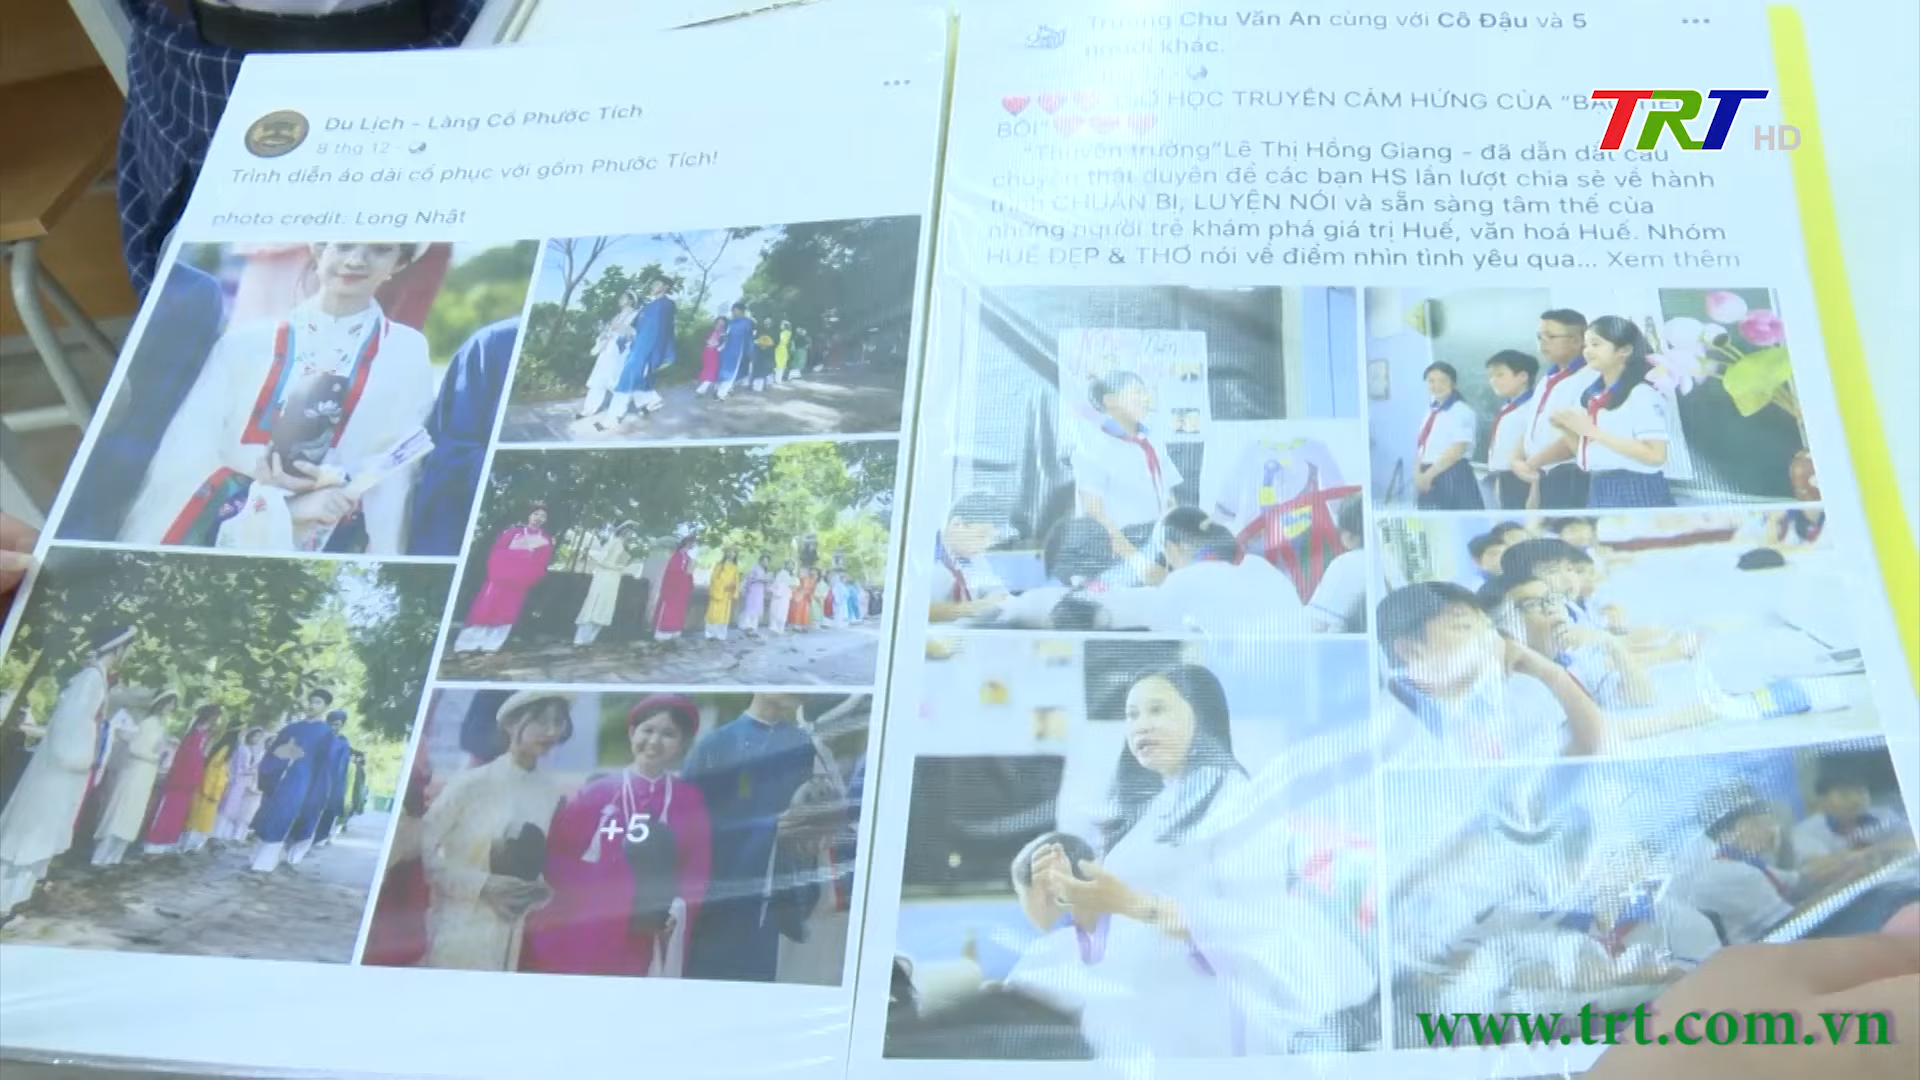 Du Lịch - Làng Cổ Phước Tích
8 thg 12 ·
Trình diễn áo dài cổ phục với gốm Phước Tích!
photo credit: Long Nhật
+5
Trường Chu Văn An cùng với Cô Đậu và 5
người khác.
HỌC TRUYỀN CẢM HỨNG CỦA
BỐI"
"Thuyền trưởng"Lê Thị Hồng Giang - đã dẫn dắt câu
chuyện thật duyên để các bạn HS lần lượt chia sẻ về hành
trình CHUẨN BỊ, LUYỆN NÓI và sẵn sàng tâm thế của
những người trẻ khám phá giá trị Huế, văn hoá Huế. Nhóm
HUẾ ĐẸP & THƠ nói về điểm nhìn tình yêu qua... Xem thêm
+7
TRT HD
www.trt.com.vn